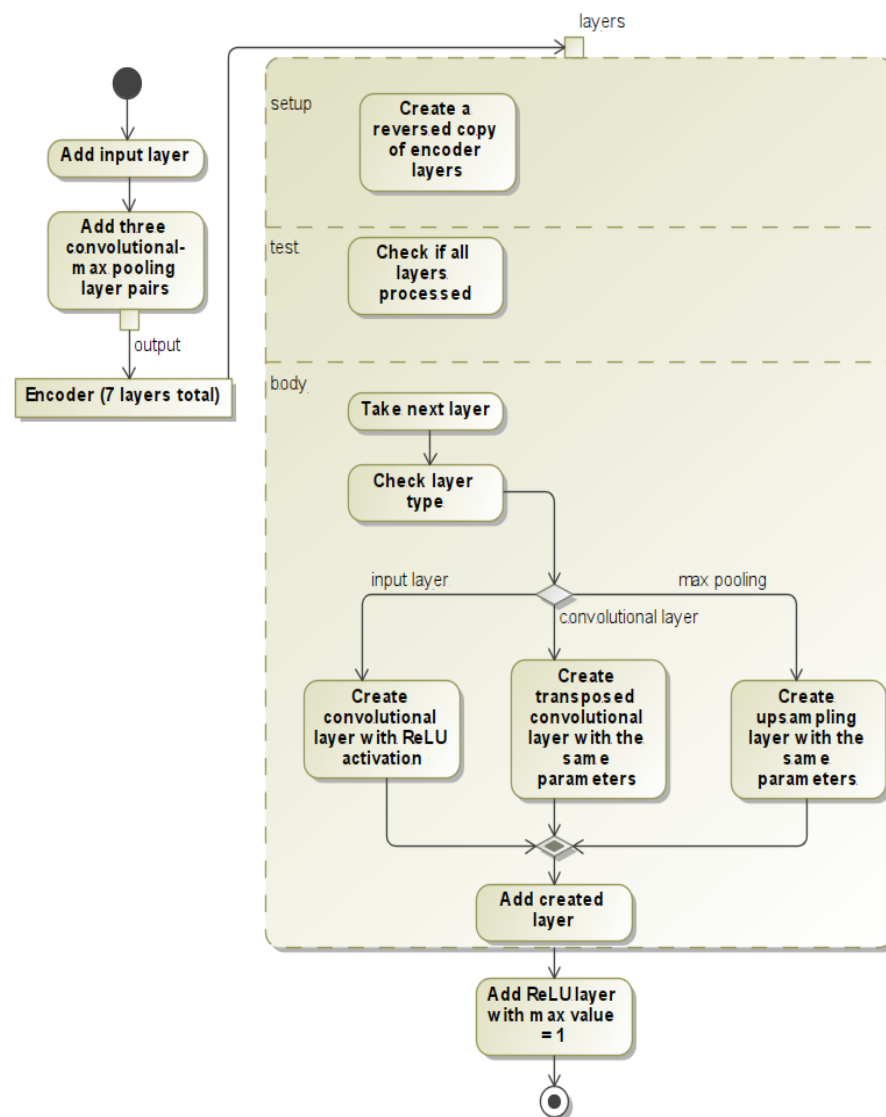 layers
setup
Create a
reversed copy
of encoder
layers
Add input layer
Add three
convolutional-
max pooling
layer pairs
output
Encoder (7 layers total)
test
Check if all
layers
processed
body
Take next layer
Check layer
type
input layer
max pooling
convolutional layer
Create
convolutional
layer with ReLU
activation
Create
transposed
convolutional
layer with the
same
parameters
Create
upsampling
layer with the
same
parameters
Add created
layer
Add ReLU layer
with max value
= 1